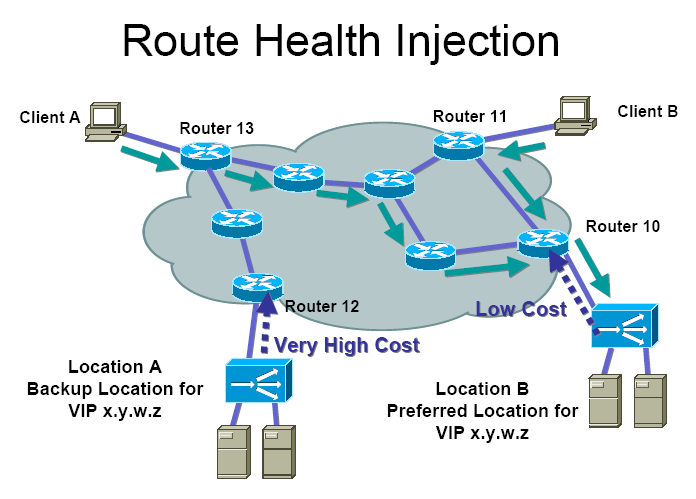 Route Health Injection
Client A
Router 13
Router 11
Client B
Router 10
Router 12
Low Cost
Very High Cost
Location A
Backup Location for
VIP x.y.w.z
Location B
Preferred Location for
VIP x.y.w.z